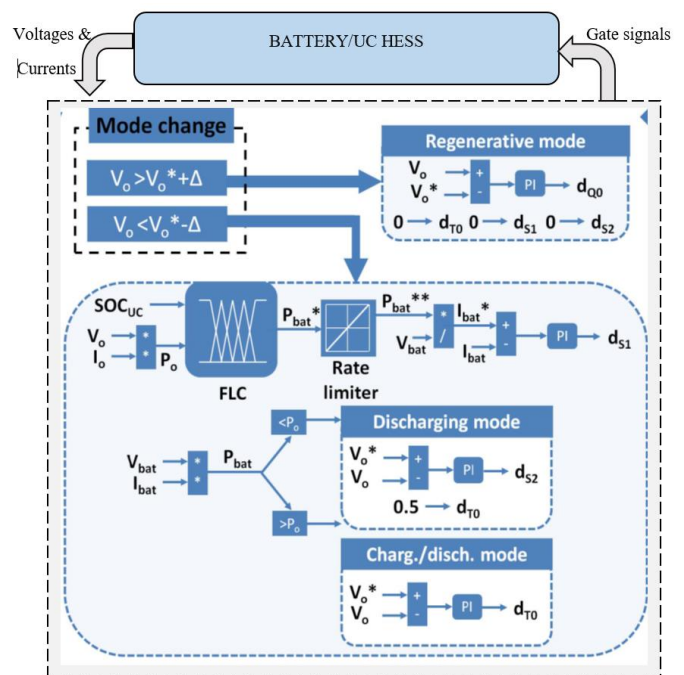 Voltages &
Currents
BATTERY/UC HESS
Gate signals
Mode change
Vo>Vo*+Δ
Vo<Vo*-Δ
Regenerative mode
Vo
Vo*
+
-
PI
dQ0
0 dT0 0 dS1 0 dS2
SOCUC
Vo
Io
*
*
Po
FLC
Pbat*
Rate
limiter
Pbat**
Vbat
*
/
Ibat*
Ibat
+
-
PI
dS1
Vbat
Ibat
*
*
Pbat
<Po
>Po
Discharging mode
Vo*
Vo
+
-
PI
dS2
0.5 dT0
Charg./disch. mode
Vo*
Vo
+
-
PI
dT0